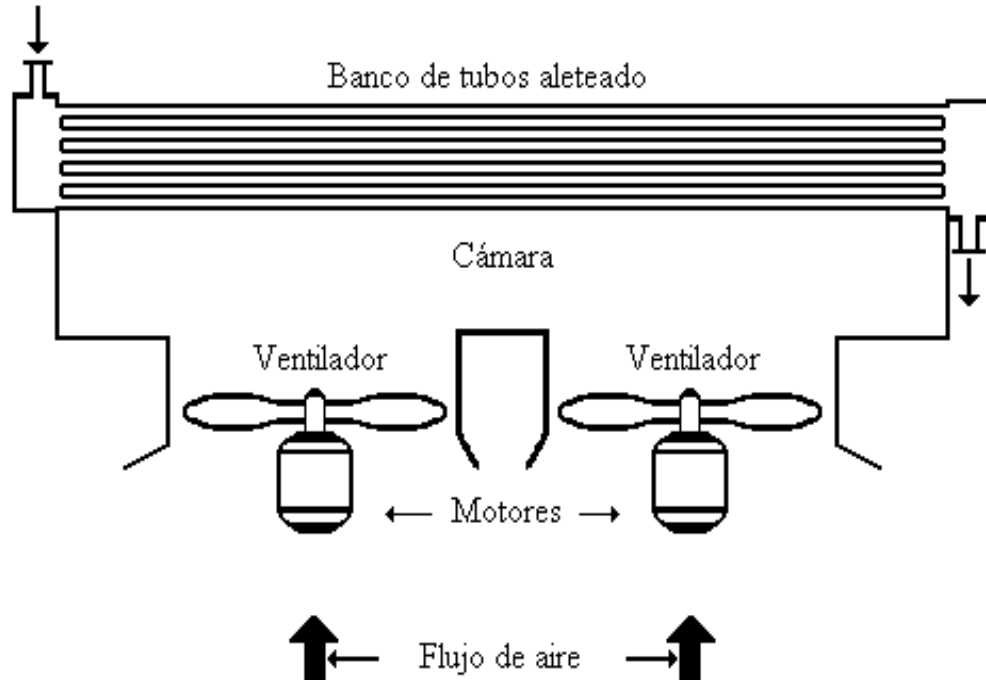 Banco de tubos aleteado
Cámara
Ventilador Ventilador
Motores
Flujo de aire